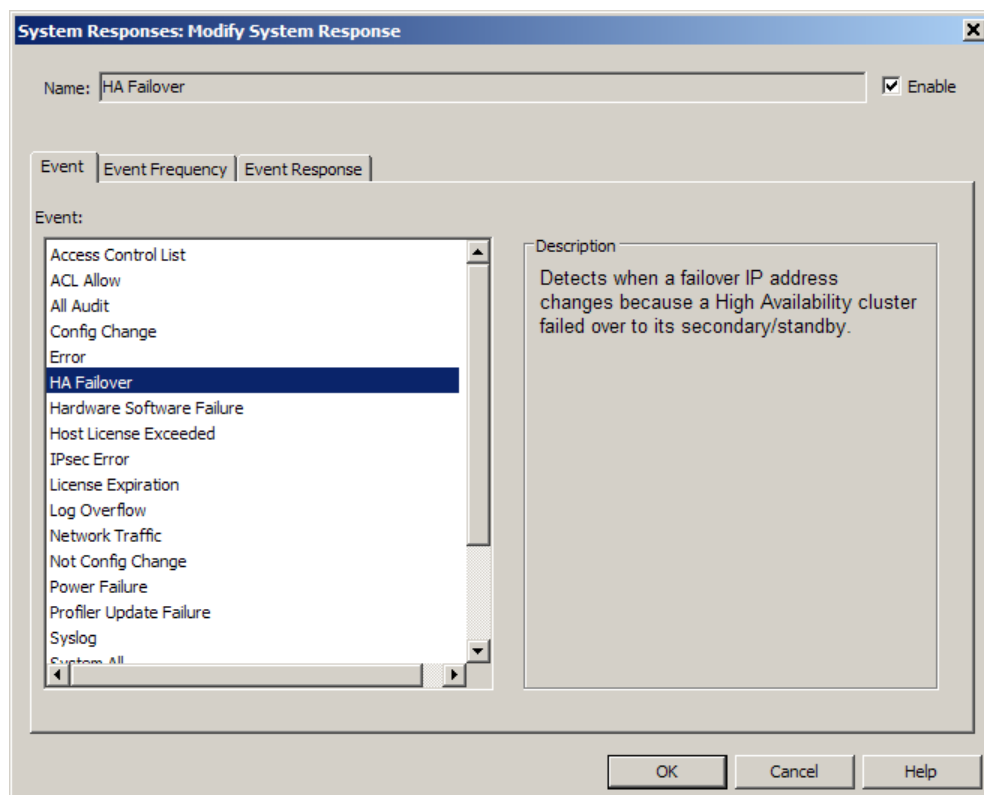 System Responses: Modify System Response
Name: HA Failover
Enable
Event
Event Frequency
Event Response
Event:
Access Control List
ACL Allow
All Audit
Config Change
Error
HA Failover
Hardware Software Failure
Host License Exceeded
IPsec Error
License Expiration
Log Overflow
Network Traffic
Not Config Change
Power Failure
Profiler Update Failure
Syslog
System All
Description
Detects when a failover IP address
changes because a High Availability cluster
failed over to its secondary/standby.
OK
Cancel
Help